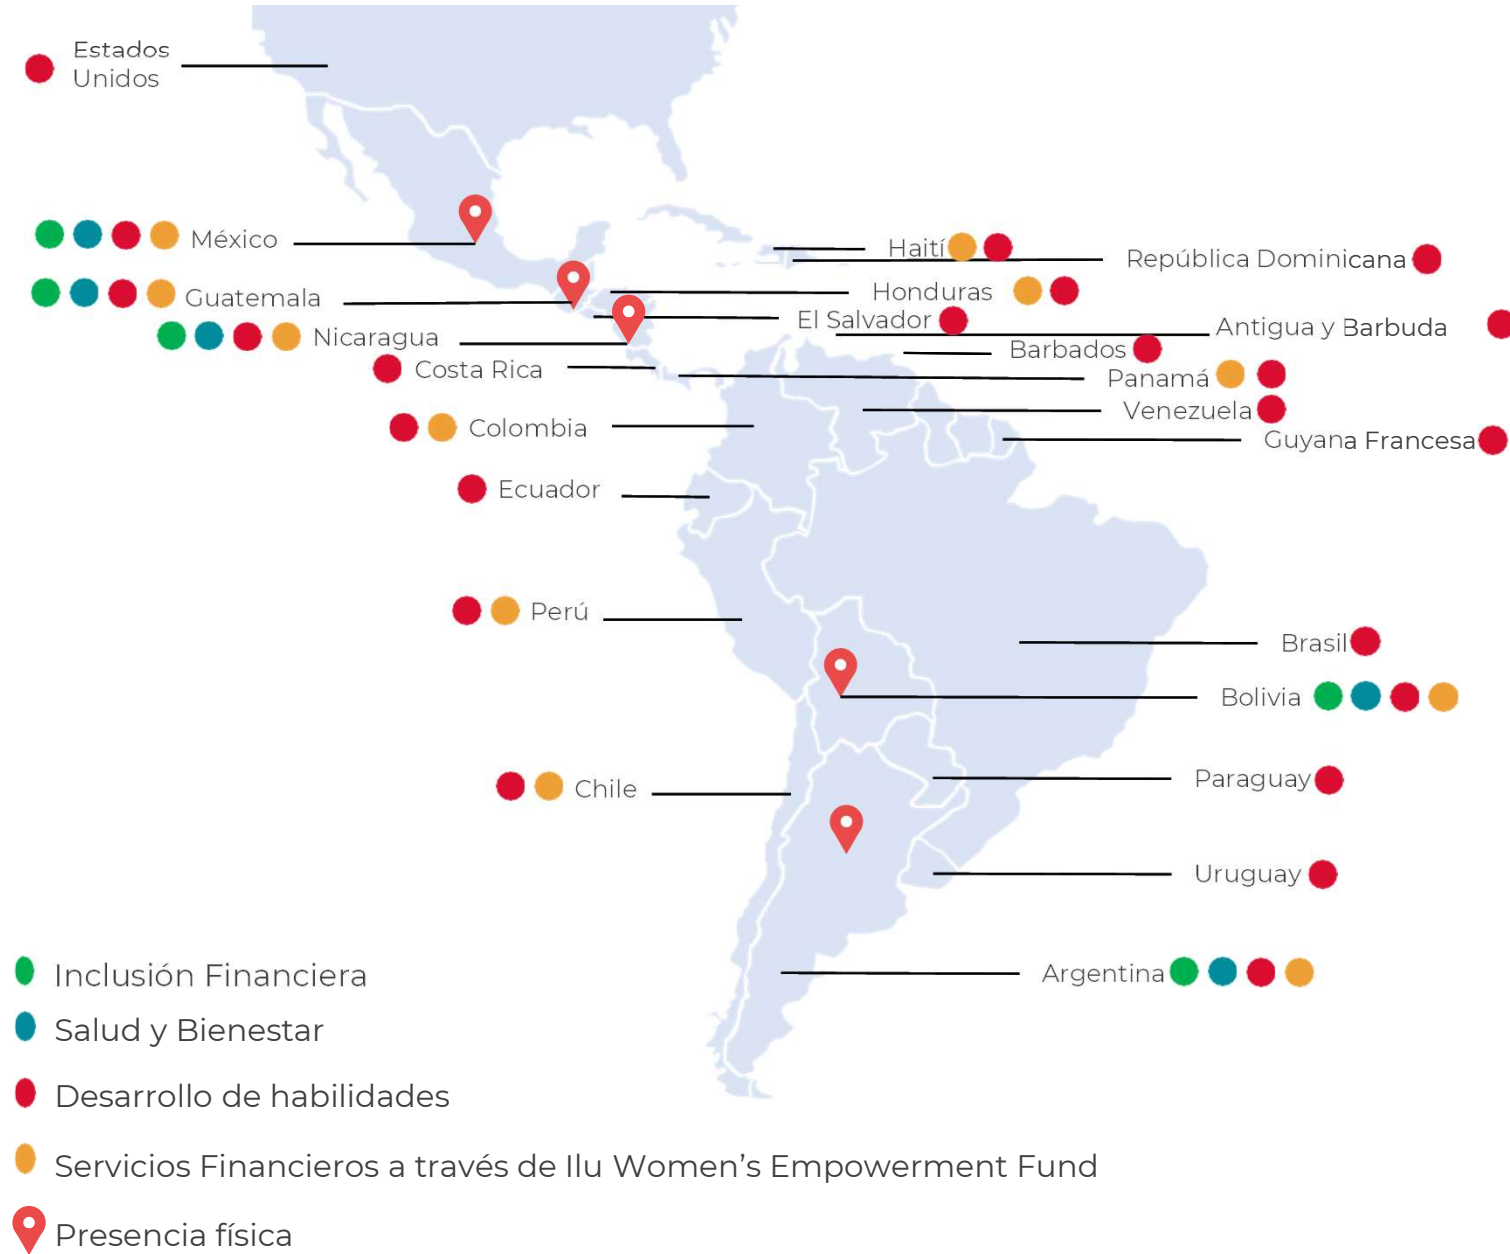 Estados
Unidos
México
Guatemala
Nicaragua
Costa Rica
Colombia
Ecuador
Perú
Chile
Haití
República Dominicana
Honduras
El Salvador
Antigua y Barbuda
Barbados
Panamá
Venezuela
Guyana Francesa
Brasil
Bolivia
Paraguay
Uruguay
Argentina
Inclusión Financiera
Salud y Bienestar
Desarrollo de habilidades
Servicios Financieros a través de Ilu Women’s Empowerment Fund
Presencia física